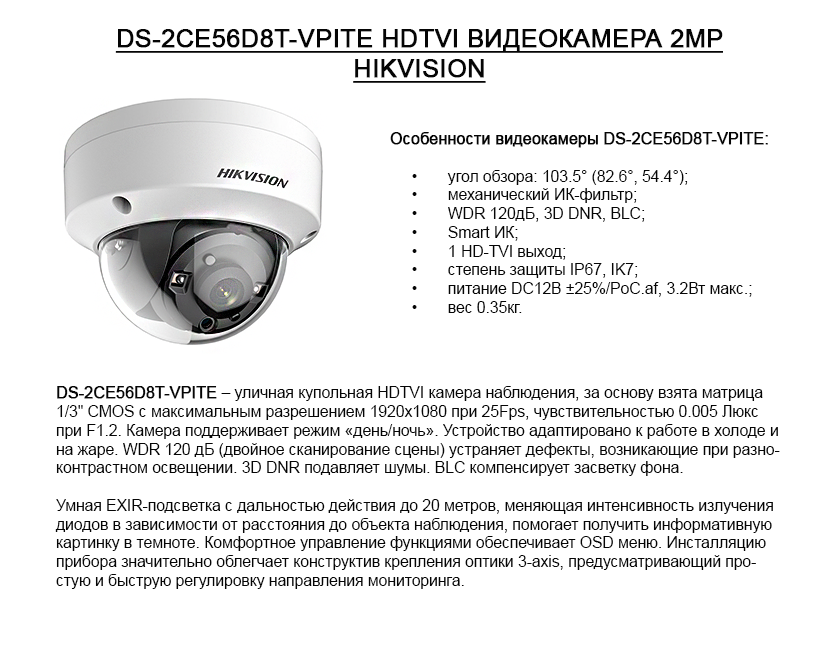 DS-2CE56D8T-VPITE HDTVI ВИДЕОКАМЕРА 2MP
HIKVISION
HIKVISION
Особенности видеокамеры DS-2CE56D8T-VPITE:
• угол обзора: 103.5° (82.6°, 54.4°);
• механический ИК-фильтр;
• WDR 120дБ, 3D DNR, BLC;
• Smart ИК;
• 1 HD-TVI выход;
• степень защиты IP67, IK7;
• питание DC12В ±25%/PoC.af, 3.2Вт макс.;
• вес 0.35кг.
DS-2CE56D8T-VPITE – уличная купольная HDTVI камера наблюдения, за основу взята матрица
1/3" CMOS с максимальным разрешением 1920x1080 при 25Fps, чувствительностью 0.005 Люкс
при F1.2. Камера поддерживает режим «день/ночь». Устройство адаптировано к работе в холоде и
на жаре. WDR 120 дБ (двойное сканирование сцены) устраняет дефекты, возникающие при разно-
контрастном освещении. 3D DNR подавляет шумы. BLC компенсирует засветку фона.
Умная EXIR-подсветка с дальностью действия до 20 метров, меняющая интенсивность излучения
диодов в зависимости от расстояния до объекта наблюдения, помогает получить информативную
картинку в темноте. Комфортное управление функциями обеспечивает OSD меню. Инсталляцию
прибора значительно облегчает конструктив крепления оптики 3-axis, предусматривающий про-
стую и быструю регулировку направления мониторинга.